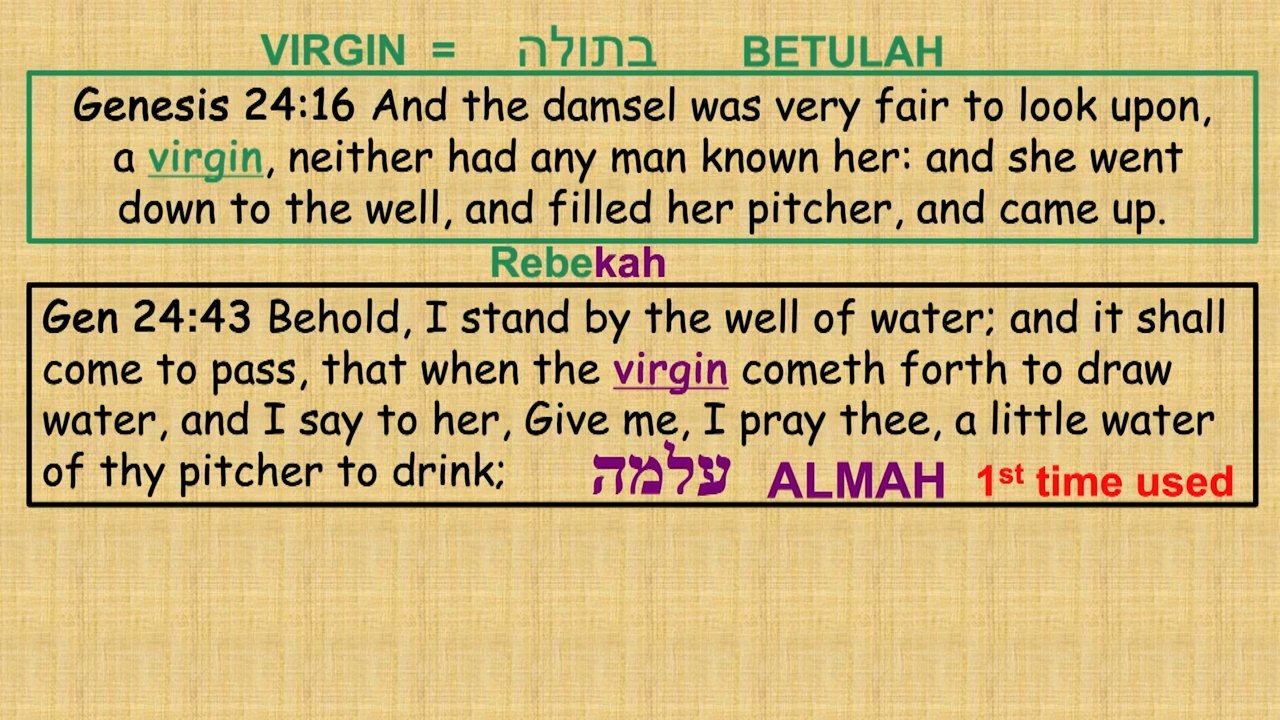 VIRGIN = בתולה BETULAH
Genesis 24:16 And the damsel was very fair to look upon,
a virgin, neither had any man known her: and she went
down to the well, and filled her pitcher, and came up.
Rebekah
Gen 24:43 Behold, I stand by the well of water; and it shall
come to pass, that when the virgin cometh forth to draw
water, and I say to her, Give me, I pray thee, a little water
of thy pitcher to drink; עלמה ALMAH 1st time used